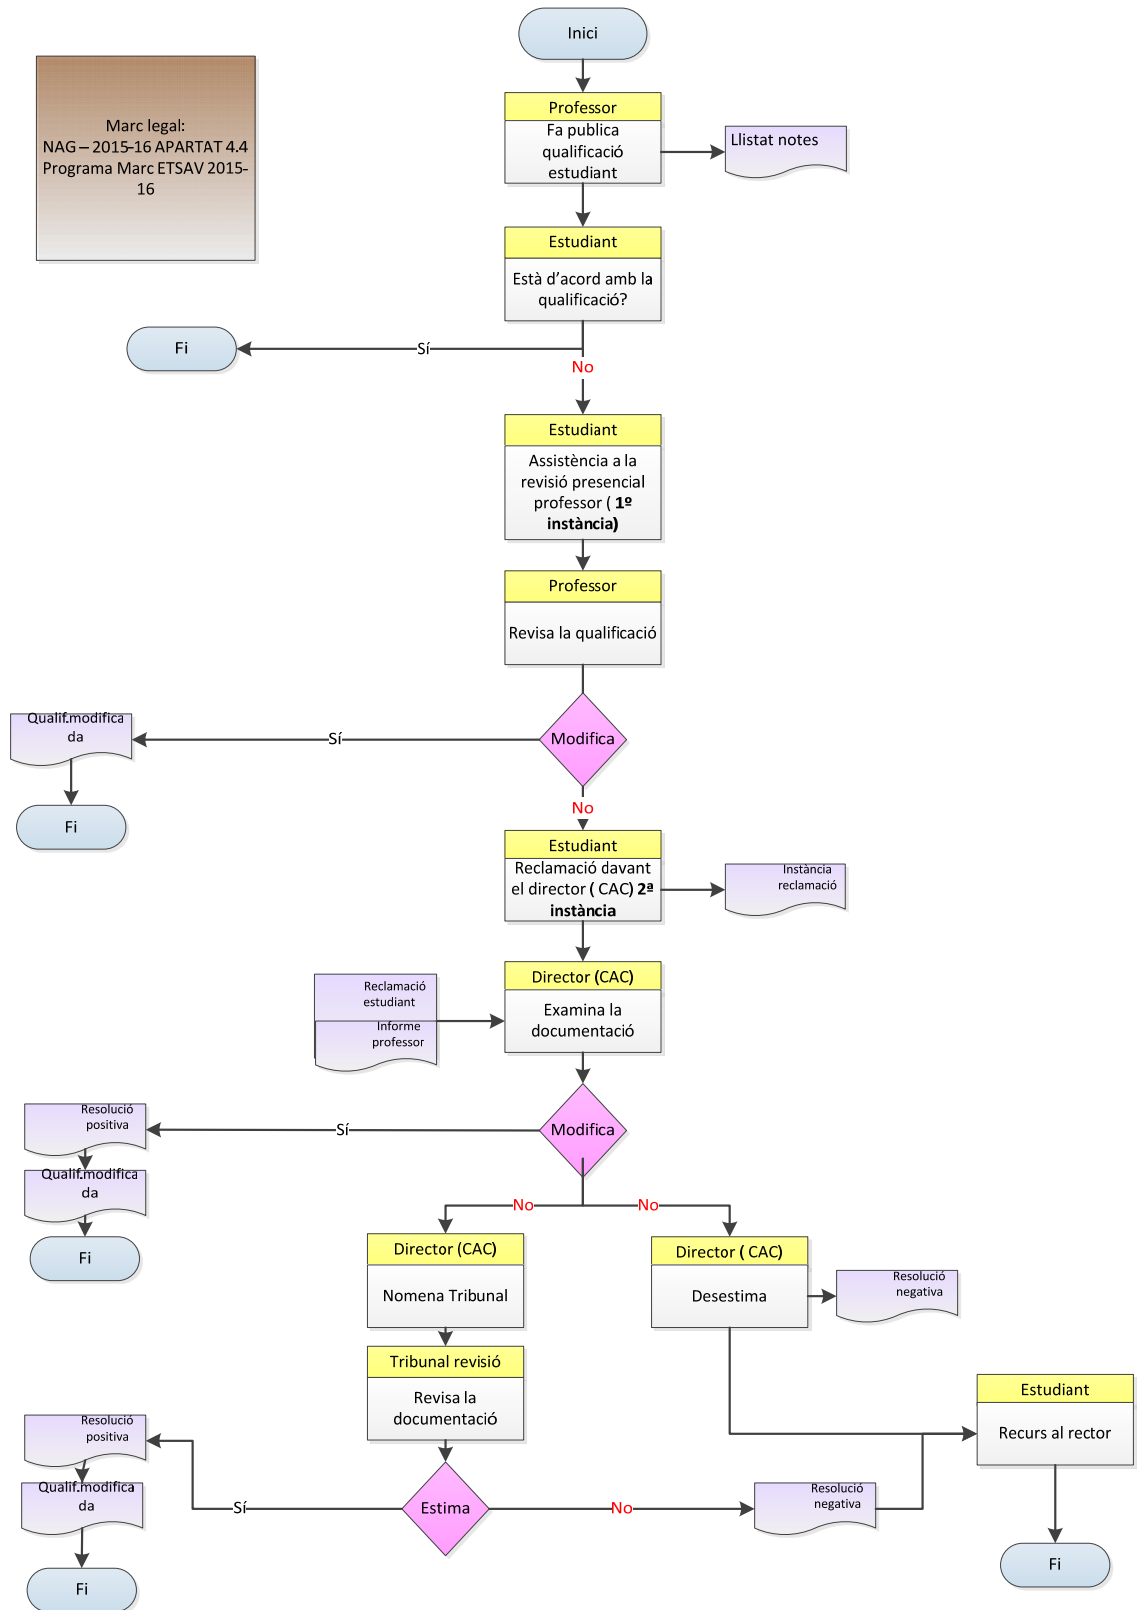 Inici
Marc legal:
NAG – 2015-16 APARTAT 4.4
Programa Marc ETSAV 2015-
16
Professor
Fa publica
qualificació
estudiant
Llistat notes
Estudiant
Està d’acord amb la
qualificació?
Fi
Sí
No
Estudiant
Assistència a la
revisió presencial
professor ( 1º
instància)
Professor
Revisa la qualificació
Modifica
Sí
Qualif.modifica
da
Fi
No
Estudiant
Reclamació davant
el director ( CAC) 2ª
instància
Instància
reclamació
Director (CAC)
Examina la
documentació
Reclamació
estudiant
Informe
professor
Modifica
Sí
Resolució
positiva
Qualif.modifica
da
Fi
No
No
Director (CAC)
Nomena Tribunal
Director ( CAC)
Desestima
Resolució
negativa
Tribunal revisió
Revisa la
documentació
Estudiant
Recurs al rector
Resolució
positiva
Qualif.modifica
da
Sí
Estima
No
Resolució
negativa
Fi
Fi